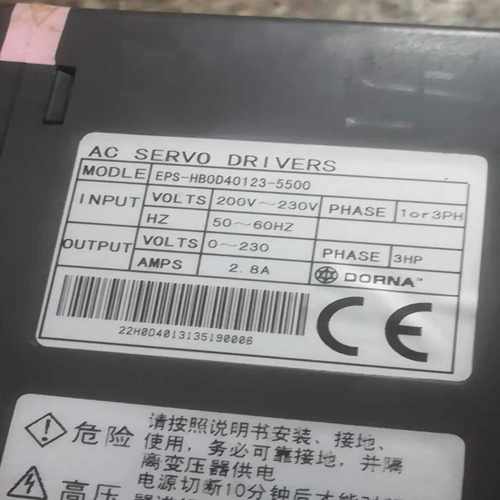 AC SERVO DRIVERS
MODLE EPS-HB0D40123-5500
INPUT VOLTS 200V～230V PHASE 1or3PH
HZ 50～60HZ
OUTPUT VOLTS 0～230 PHASE 3HP
AMPS 2.8A DORNA™
22H0D4013135190006
CE
危险 请按照说明书安装、接地、
使用，务必可靠接地，并隔
离变压器供电
高压 电源切断10分钟后才能